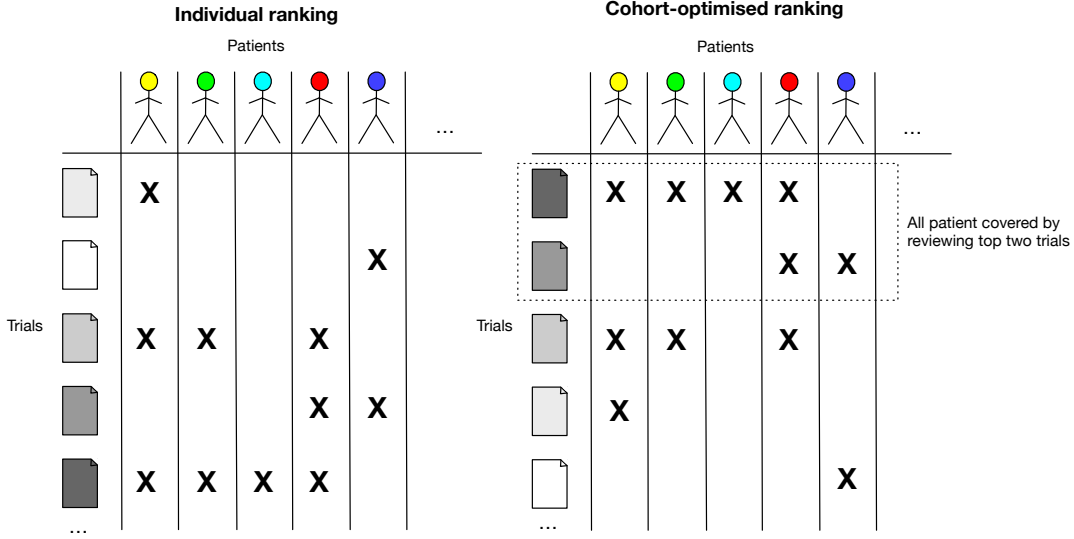 Individual ranking
Patients
...
X
X
Trials
X X X
X X
X X X X
...
Cohort-optimised ranking
Patients
...
X X X X
X X
All patient covered by
reviewing top two trials
Trials
X X X
X
X
...